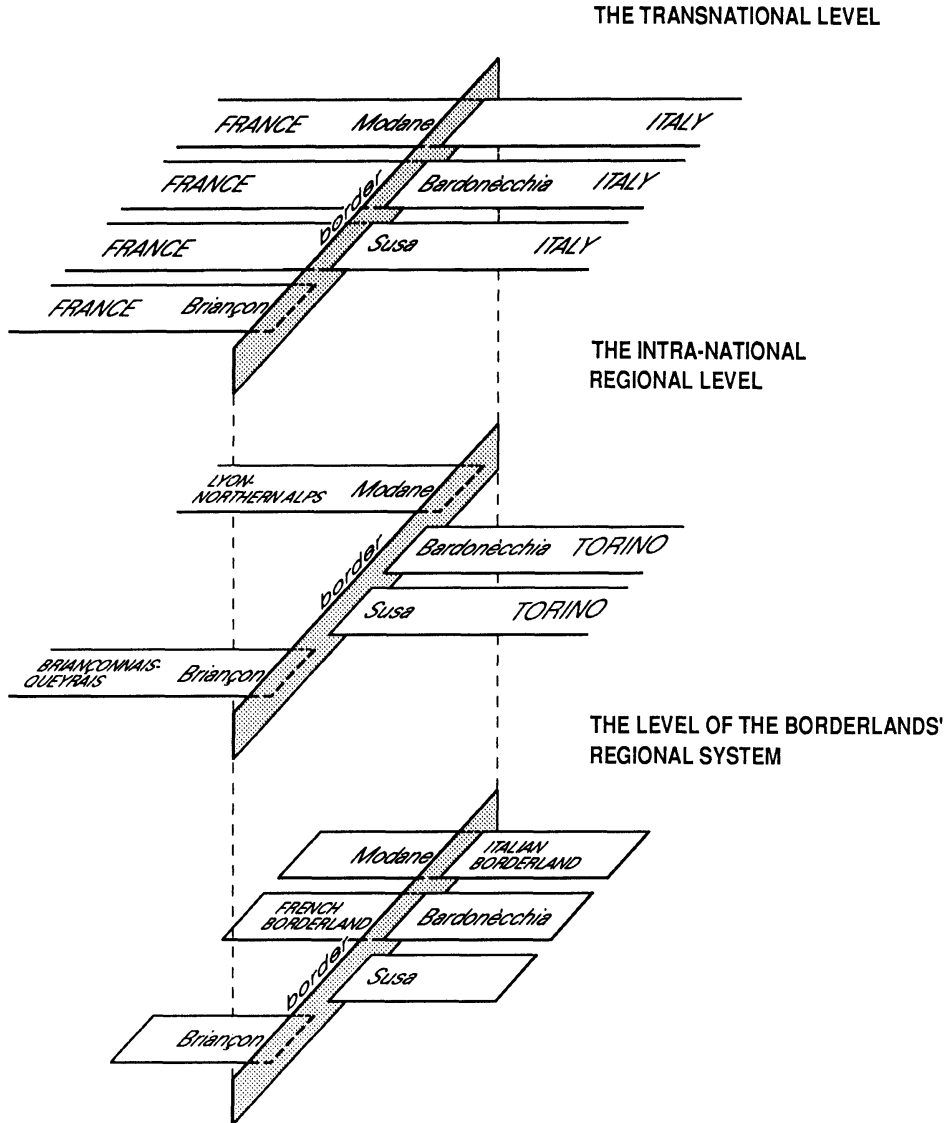 THE TRANSNATIONAL LEVEL
FRANCE Modane ITALY
FRANCE Bardonècchia ITALY
border
FRANCE Susa ITALY
FRANCE Briançon
THE INTRA-NATIONAL
REGIONAL LEVEL
LYON-
NORTHERN ALPS Modane
border
Bardonècchia TORINO
Susa TORINO
BRIANÇONNAIS-
QUEYRAIS Briançon
THE LEVEL OF THE BORDERLANDS'
REGIONAL SYSTEM
Modane ITALIAN
BORDERLAND
FRENCH
BORDERLAND Bardonècchia
border
Susa
Briançon